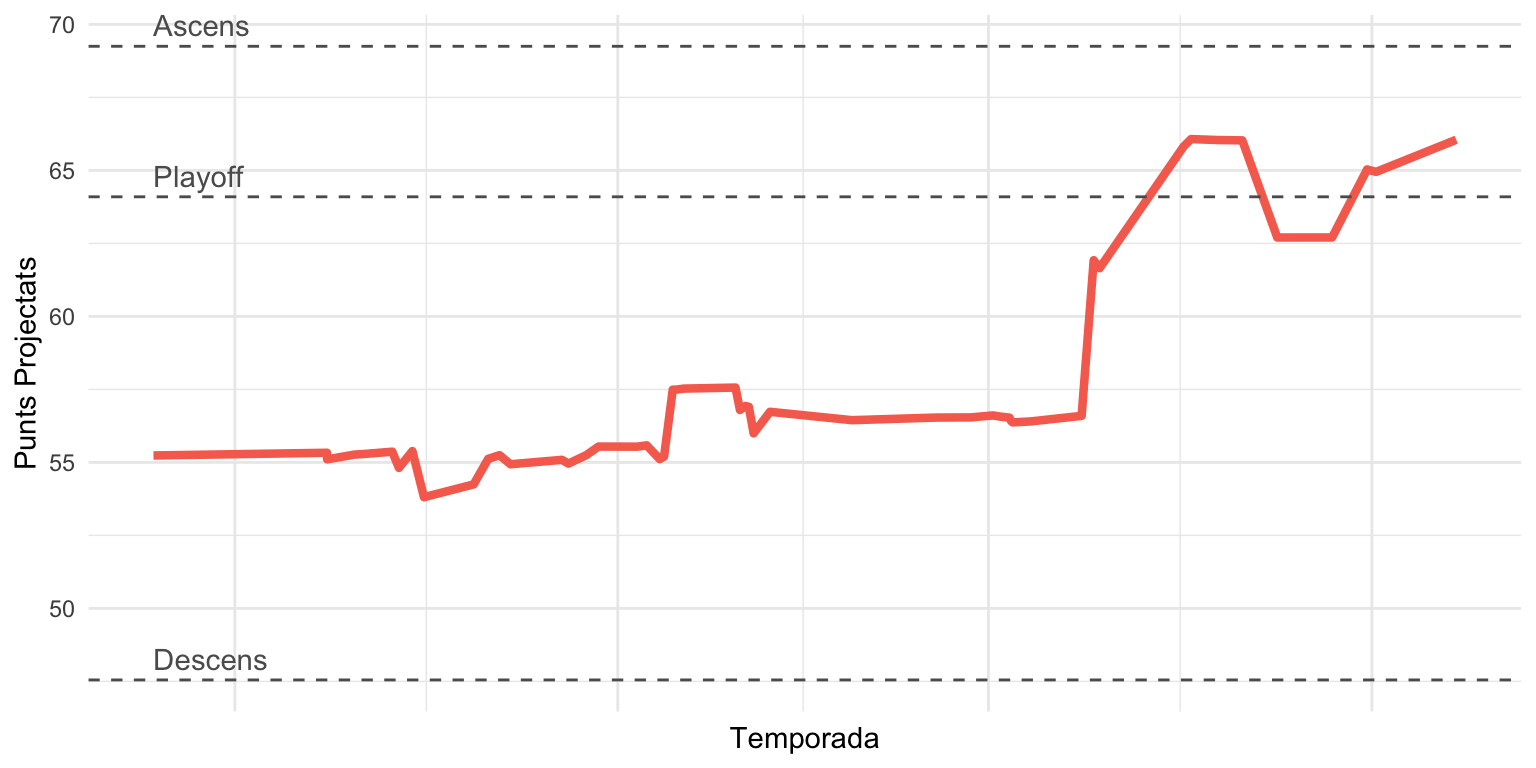 70
Ascens
65
Playoff
60
55
50
Descens
Punts Projectats
Temporada